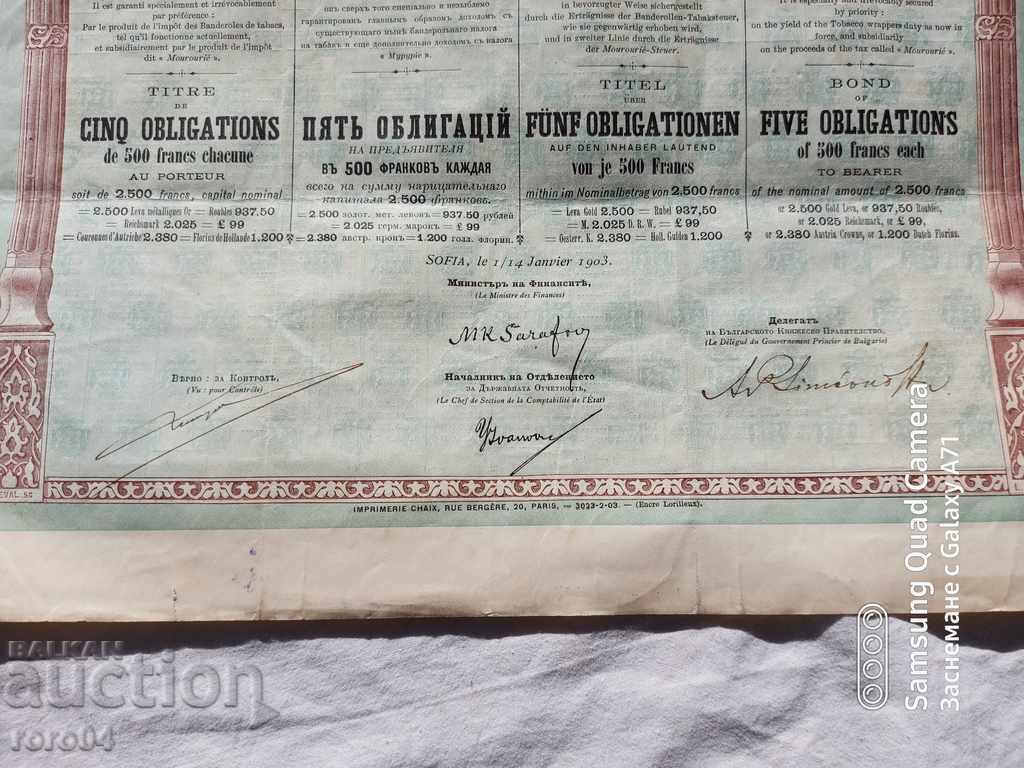 Il est garanti spécialement et irrévocablement
par préférence :
Par le produit de l'impôt des Banderoles de tabacs,
tel qu'il fonctionne actuellement,
et subsidiairement par le produit de l'impôt
dit « Mourourié ».
TITRE
DE
CINQ OBLIGATIONS
de 500 francs chacune
AU PORTEUR
soit de 2.500 francs, capital nominal
= 2.500 Leva métalliques Or = Roubles 937,50
= Reichsmark 2.025 = £ 99
= Couronnes d'Autriche 2.380 = Florins de Hollande 1.200
гарантированъ главнымъ образомъ доходомъ съ
существующаго нынѣ бандерольнаго налога
на табакъ и еще дополнительно доходомъ съ налога
« Мурурiе ».
ПЯТЬ ОБЛИГАЦІЙ
НА ПРЕДЪЯВИТЕЛЯ
ВЪ 500 ФРАНКОВЪ КАЖДАЯ
всего на сумму нарицательнаго
капитала 2.500 франковъ.
= 2.500 золот. мет. левовъ = 937.50 рублей
= 2.025 герм. марокъ = £ 99
= 2.380 австр. кронъ = 1.200 голл. флорин.
in bevorzugter Weise sichergestellt
durch die Erträgnisse der Banderollen-Tabaksteuer,
wie sie gegenwärtig erhoben wird,
und in zweiter Linie durch die Erträgnisse
der Mourourié-Steuer.
TITEL
ÜBER
FÜNF OBLIGATIONEN
AUF DEN INHABER LAUTEND
von je 500 Francs
mithin im Nominalbetrag von 2.500 francs
= Leva Gold 2.500 = Rubel 937,50
= M. 2.025 D. R. W. = £ 99
= Oesterr. K. 2.380 = Holl. Gulden 1.200
It is especially and irrevocably secured
by priority :
on the yield of the Tobacco wrappers duty as now in
force, and subsidiarily
on the proceeds of the tax called « Mourourié ».
BOND
OF
FIVE OBLIGATIONS
of 500 francs each
TO BEARER
of the nominal amount of 2.500 francs
or 2.500 Gold Leva, or 937,50 Roubles,
or 2.025 Reichsmark, or £ 99,
or 2.380 Austria Crowns, or 1.200 Dutch Florins.
SOFIA, le 1/14 Janvier 1903.
Министъръ на Финанситѣ,
(Le Ministre des Finances)
MK Sarafov
Делегатъ
НА БЪЛГАРСКОТО КНЯЖЕСКО ПРАВИТЕЛСТВО,
(Le Délégué du Gouvernement Princier de Bulgarie)
Вѣрно : за Контроль,
(Vu : pour Contrôle)
Началникъ на Отдѣлението
ЗА ДЪРЖАВНАТА ОТЧЕТНОСТЬ,
(Le Chef de Section de la Comptabilité de l'État)
IMPRIMERIE CHAIX, RUE BERGÈRE, 20, PARIS. — 3023-2-03. — (Encre Lorilleux).
Samsung Quad Camera
Заснемане с Galaxy A71
BALKAN
auction
roro04